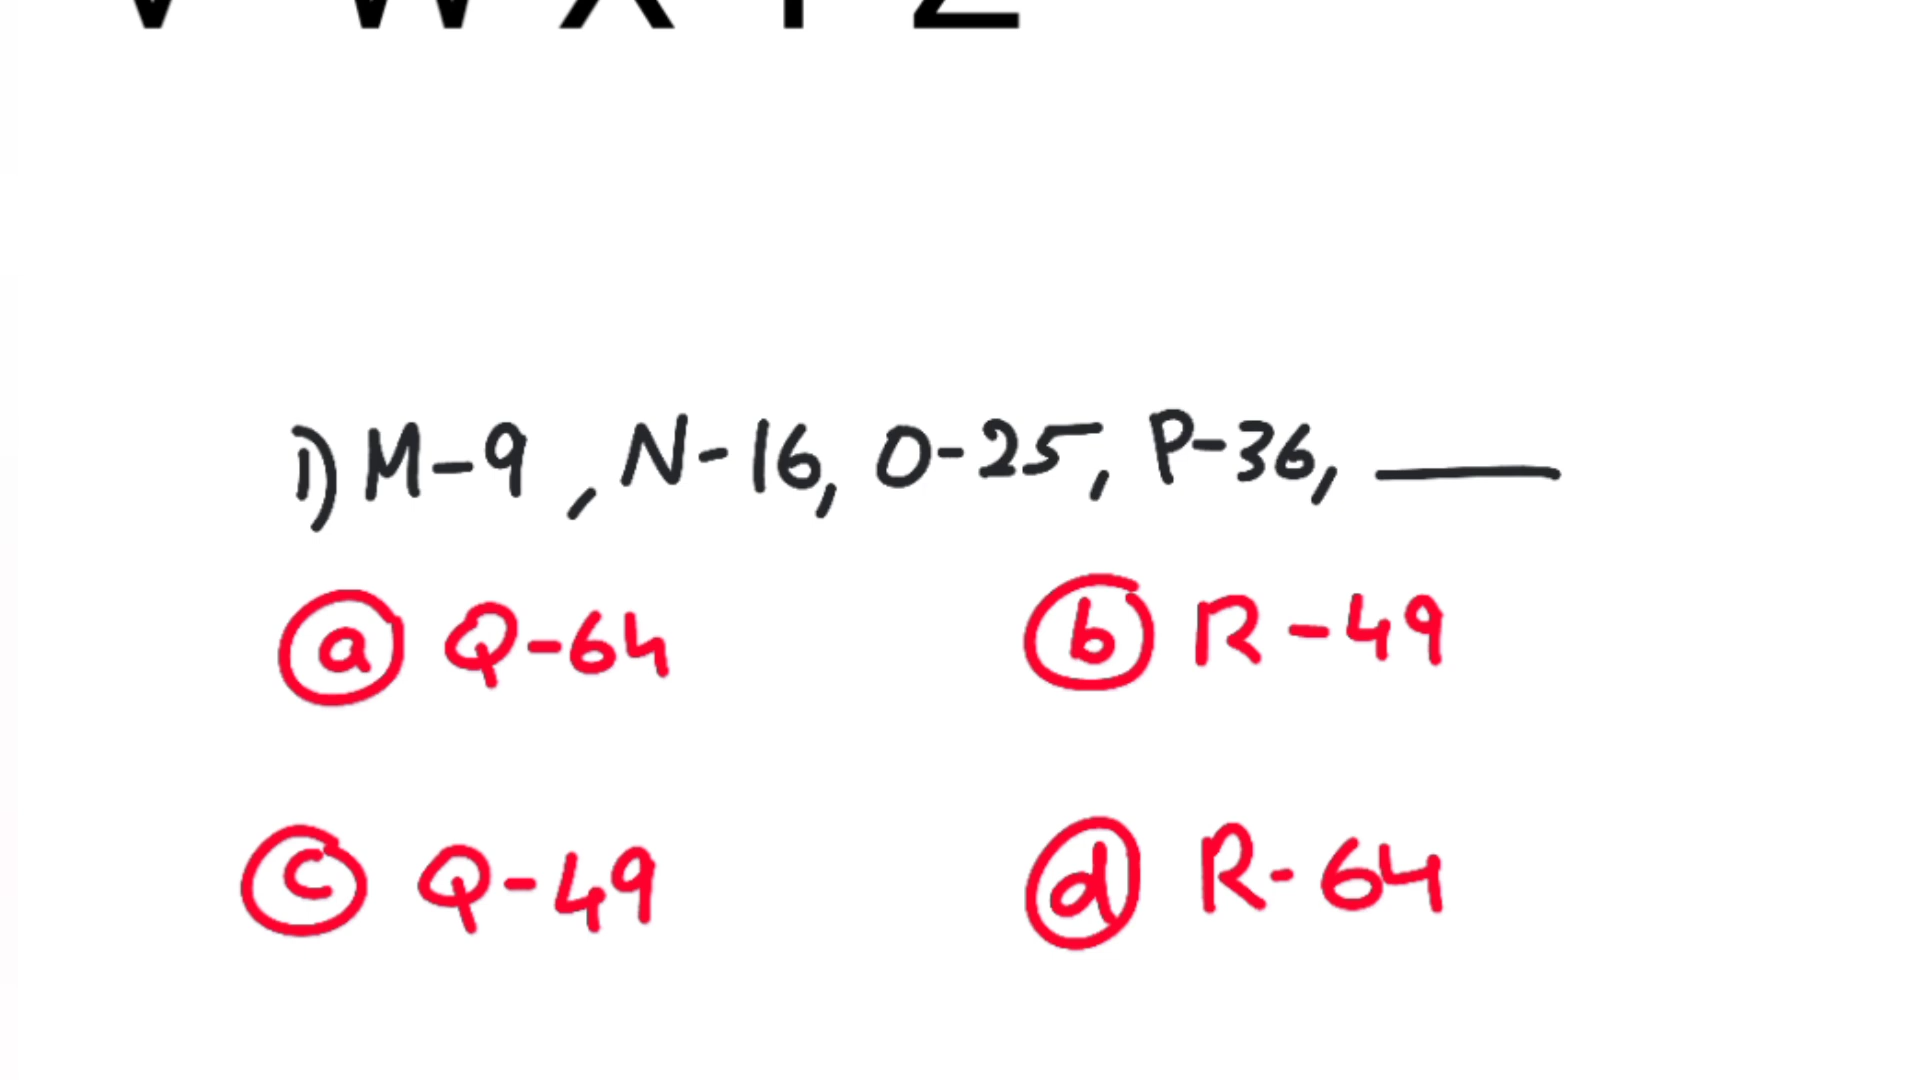 V W X Y Z
1) M-9, N-16, O-25, P-36, ____
a Q-64 b R-49
c Q-49 d R-64